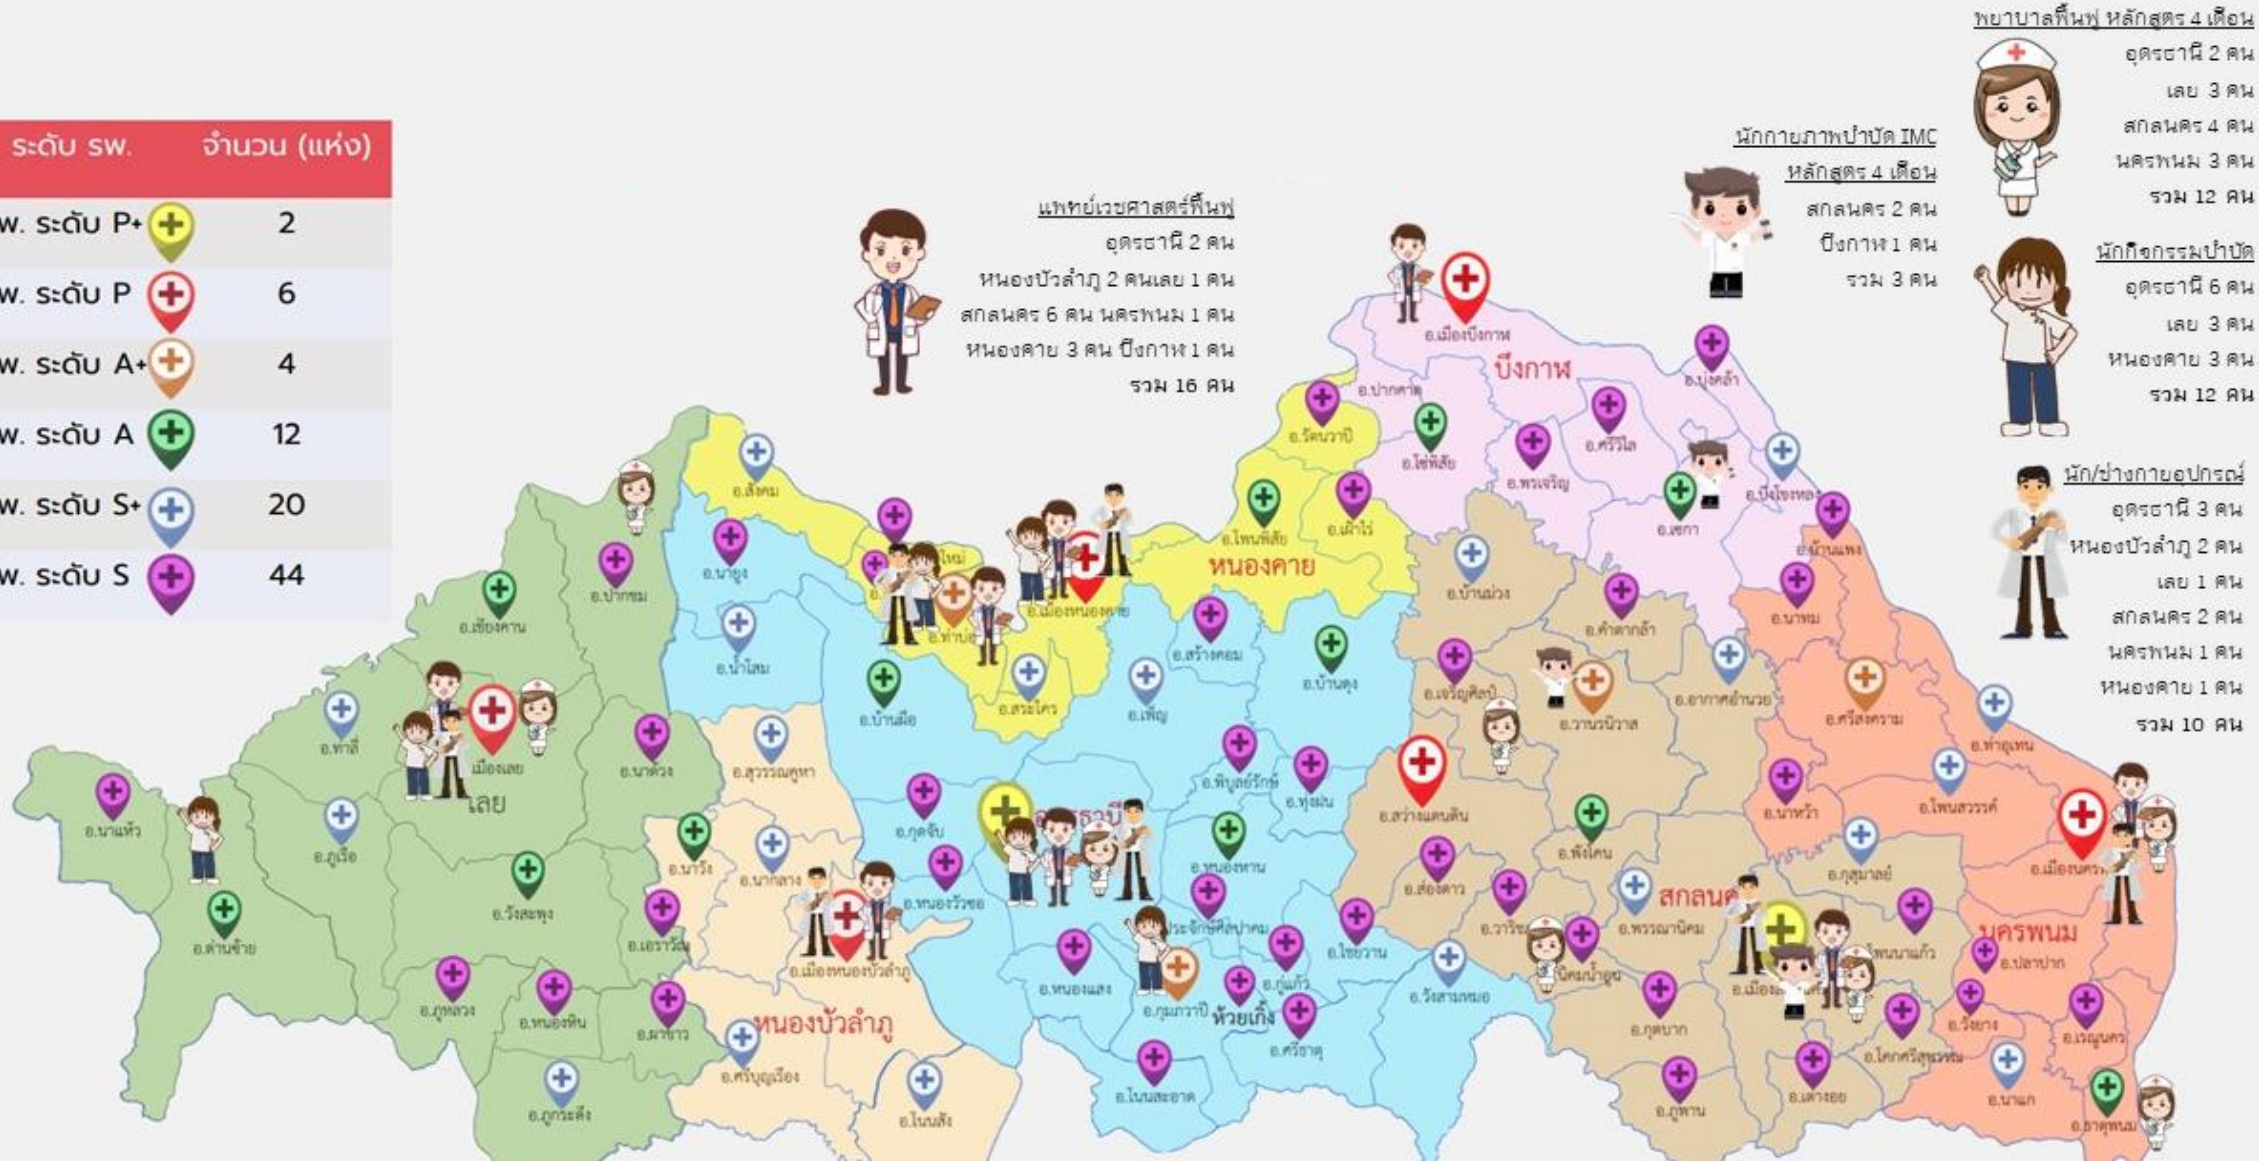 ระดับ รพ. จำนวน (แห่ง)
พ. ระดับ P+ 2
พ. ระดับ P 6
พ. ระดับ A+ 4
พ. ระดับ A 12
พ. ระดับ S+ 20
พ. ระดับ S 44
แพทย์เวชศาสตร์ฟื้นฟู
อุดรธานี 2 คน
หนองบัวลำภู 2 คนเลย 1 คน
สกลนคร 6 คน นครพนม 1 คน
หนองคาย 3 คน บึงกาฬ 1 คน
รวม 16 คน
นักกายภาพบำบัด IMC
หลักสูตร 4 เดือน
สกลนคร 2 คน
บึงกาฬ 1 คน
รวม 3 คน
พยาบาลฟื้นฟู หลักสูตร 4 เดือน
อุดรธานี 2 คน
เลย 3 คน
สกลนคร 4 คน
นครพนม 3 คน
รวม 12 คน
นักกิจกรรมบำบัด
อุดรธานี 6 คน
เลย 3 คน
หนองคาย 3 คน
รวม 12 คน
นัก/ช่างกายอุปกรณ์
อุดรธานี 3 คน
หนองบัวลำภู 2 คน
เลย 1 คน
สกลนคร 2 คน
นครพนม 1 คน
หนองคาย 1 คน
รวม 10 คน
อ.เมืองบึงกาฬ
บึงกาฬ
อ.บุ่งคล้า
อ.ปากคาด
อ.รัตนวาปี
อ.โซ่พิสัย
อ.ศรีวิไล
อ.พรเจริญ
อ.บึงโขงหลง
อ.เซกา
อ.สังคม
อ.โพนพิสัย
อ.เฝ้าไร่
หนองคาย
อ.บ้านแพง
อ.นายูง
อ.ปากชม
อ.เชียงคาน
อ.เมืองหนองคาย
อ.ท่าบ่อ
อ.บ้านม่วง
อ.นาทม
อ.คำตากล้า
อ.น้ำโสม
อ.สร้างคอม
อ.บ้านดุง
อ.เจริญศิลป์
อ.อากาศอำนวย
อ.บ้านผือ
อ.สระใคร
อ.เพ็ญ
อ.วานรนิวาส
อ.ศรีสงคราม
อ.ท่าลี่
เมืองเลย
เลย
อ.นาด้วง
อ.สุวรรณคูหา
อ.ท่าอุเทน
อ.พิบูลย์รักษ์
อ.ทุ่งฝน
อ.สว่างแดนดิน
อ.นาหว้า
อ.โพนสวรรค์
อ.นาแห้ว
อ.ภูเรือ
อ.กุดจับ
อ.นาวัง
อ.นากลาง
อ.หนองหาน
อ.พังโคน
อ.กุสุมาลย์
อ.ส่องดาว
อ.วังสะพุง
อ.หนองวัวซอ
อ.พรรณานิคม
อ.ด่านซ้าย
อ.เอราวัณ
ประจักษ์ศิลปาคม
อ.ไชยวาน
นครพนม
อ.ปลาปาก
อ.เมืองหนองบัวลำภู
นิคมน้ำอูน
อ.หนองแสง
อ.กู่แก้ว
อ.วังสามหมอ
อ.ภูหลวง
อ.หนองหิน
อ.ผาขาว
หนองบัวลำภู
อ.กุมภวาปี
ห้วยเกิ้ง
อ.กุดบาก
อ.วังยาง
อ.เรณูนคร
อ.ศรีธาตุ
อ.โคกศรีสุพรรณ
อ.ศรีบุญเรือง
อ.โนนสะอาด
อ.ภูกระดึง
อ.โนนสัง
อ.ภูพาน
อ.เต่างอย
อ.นาแก
อ.ธาตุพนม